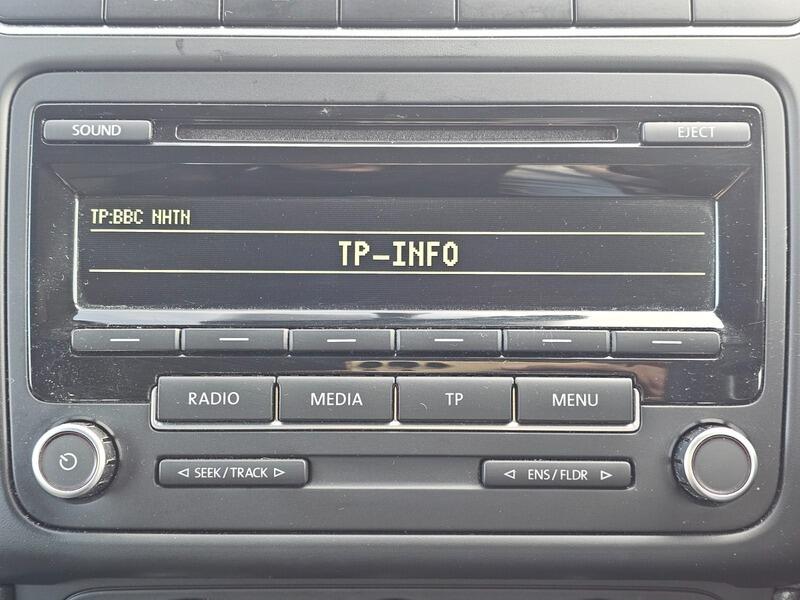 SOUND
EJECT
TP:BBC NHTN
TP-INFO
RADIO
MEDIA
TP
MENU
SEEK/TRACK
ENS/FLDR